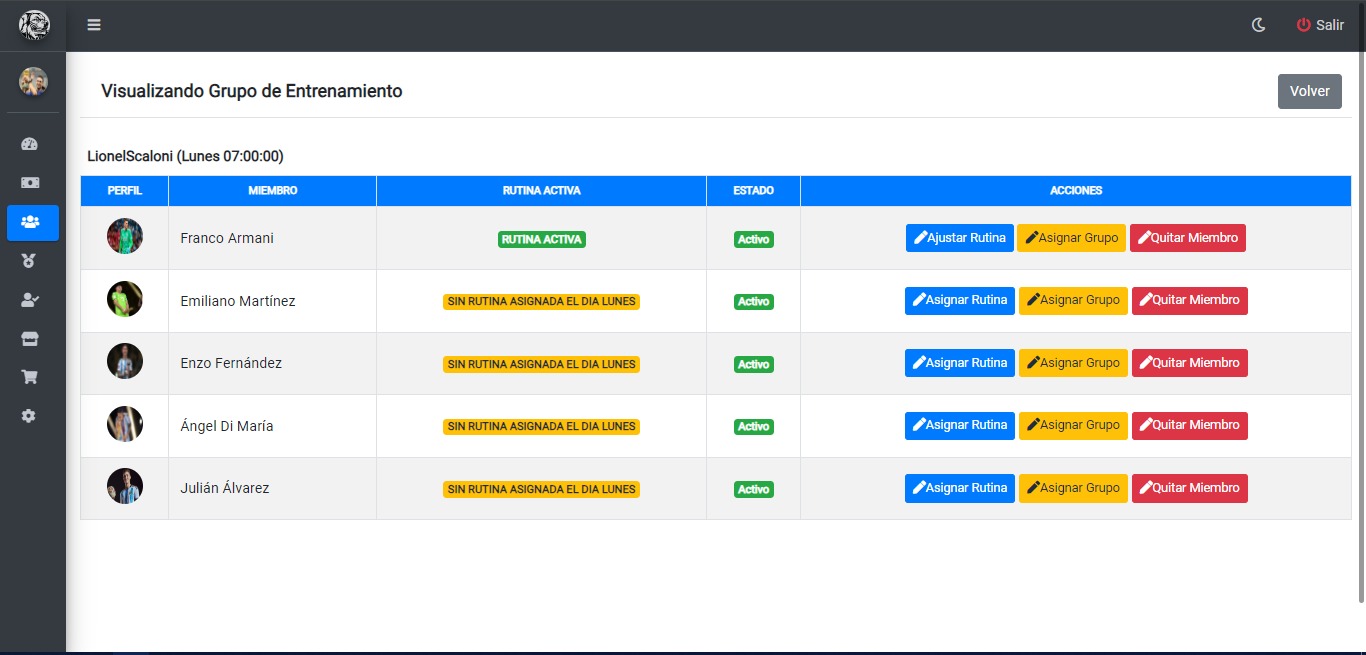 Salir
Visualizando Grupo de Entrenamiento
Volver
LionelScaloni (Lunes 07:00:00)
PERFIL MIEMBRO RUTINA ACTIVA ESTADO ACCIONES
Franco Armani RUTINA ACTIVA Activo Ajustar Rutina Asignar Grupo Quitar Miembro
Emiliano Martínez SIN RUTINA ASIGNADA EL DIA LUNES Activo Asignar Rutina Asignar Grupo Quitar Miembro
Enzo Fernández SIN RUTINA ASIGNADA EL DIA LUNES Activo Asignar Rutina Asignar Grupo Quitar Miembro
Ángel Di María SIN RUTINA ASIGNADA EL DIA LUNES Activo Asignar Rutina Asignar Grupo Quitar Miembro
Julián Álvarez SIN RUTINA ASIGNADA EL DIA LUNES Activo Asignar Rutina Asignar Grupo Quitar Miembro